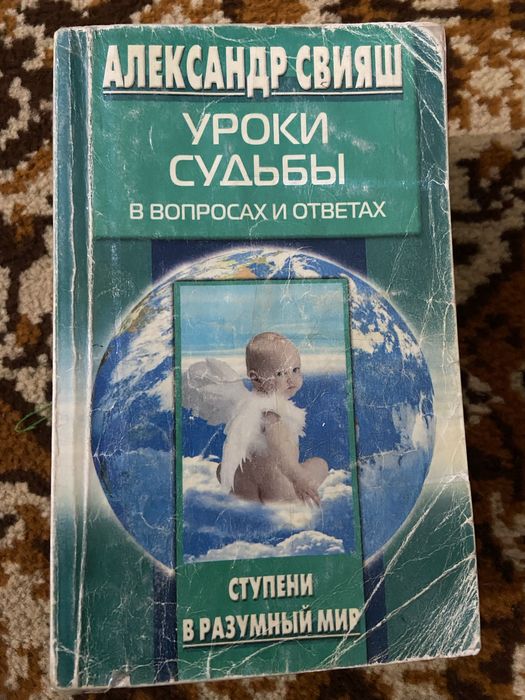 АЛЕКСАНДР СВИЯШ
УРОКИ
СУДЬБЫ
В ВОПРОСАХ И ОТВЕТАХ
СТУПЕНИ
В РАЗУМНЫЙ МИР